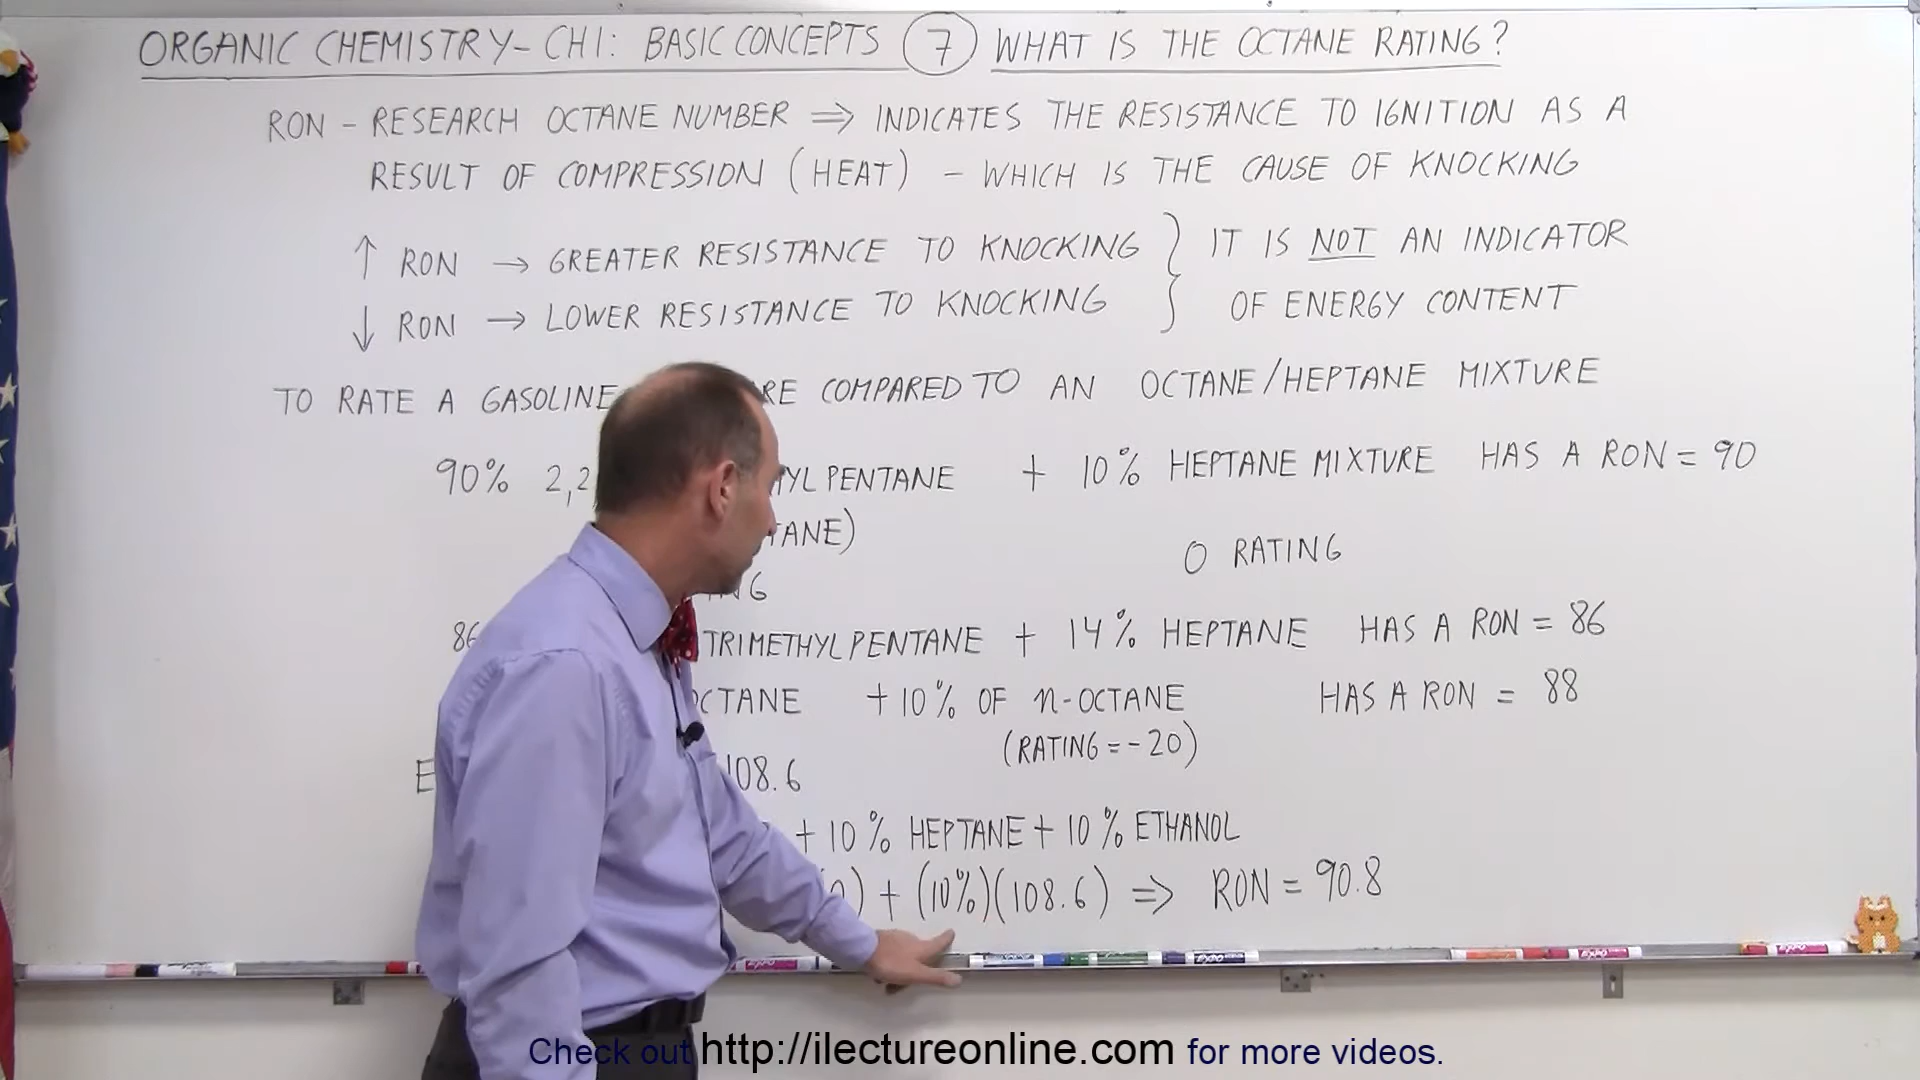 ORGANIC CHEMISTRY - CH1: BASIC CONCEPTS 7 WHAT IS THE OCTANE RATING?
RON - RESEARCH OCTANE NUMBER ⇒ INDICATES THE RESISTANCE TO IGNITION AS A
RESULT OF COMPRESSION (HEAT) - WHICH IS THE CAUSE OF KNOCKING
↑ RON → GREATER RESISTANCE TO KNOCKING } IT IS NOT AN INDICATOR
↓ RON → LOWER RESISTANCE TO KNOCKING } OF ENERGY CONTENT
TO RATE A GASOLINE COMPARED TO AN OCTANE/HEPTANE MIXTURE
90% 2,2 PENTANE + 10% HEPTANE MIXTURE HAS A RON = 90
0 RATING
86 TRIMETHYLPENTANE + 14% HEPTANE HAS A RON = 86
OCTANE + 10% OF n-OCTANE HAS A RON = 88
(RATING = -20)
108.6
+ 10% HEPTANE + 10% ETHANOL
+ (10%)(108.6) ⇒ RON = 90.8
EXPO
EXPO
Check out http://ilectureonline.com for more videos.